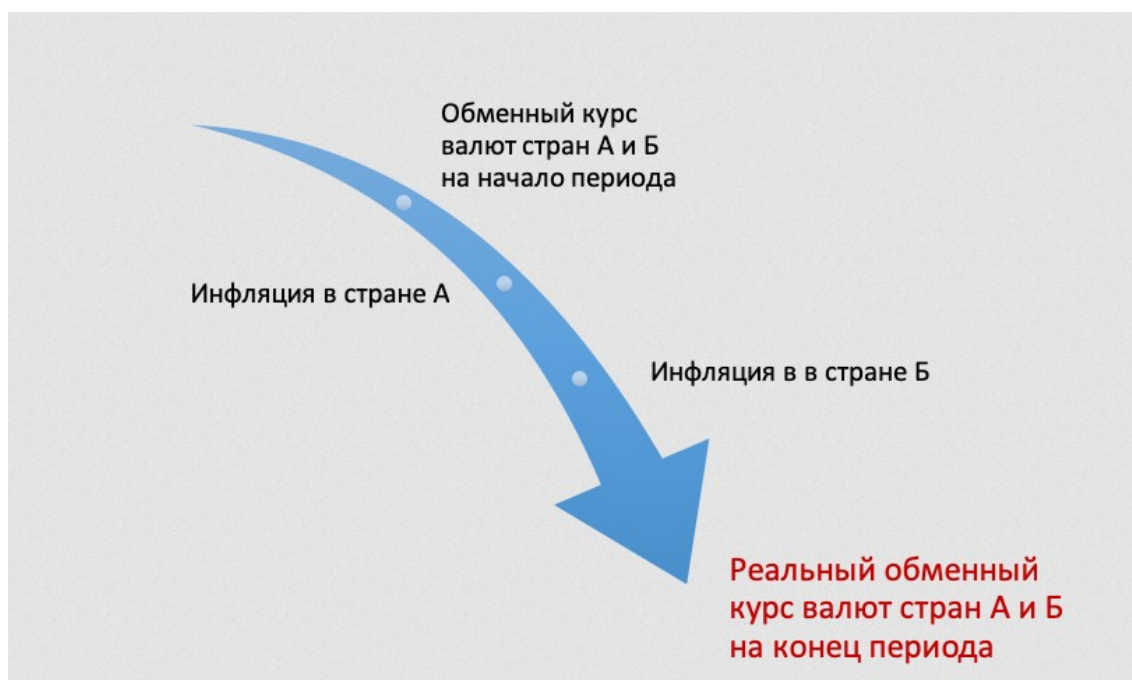 Обменный курс
валют стран А и Б
на начало периода
Инфляция в стране А
Инфляция в в стране Б
Реальный обменный
курс валют стран А и Б
на конец периода